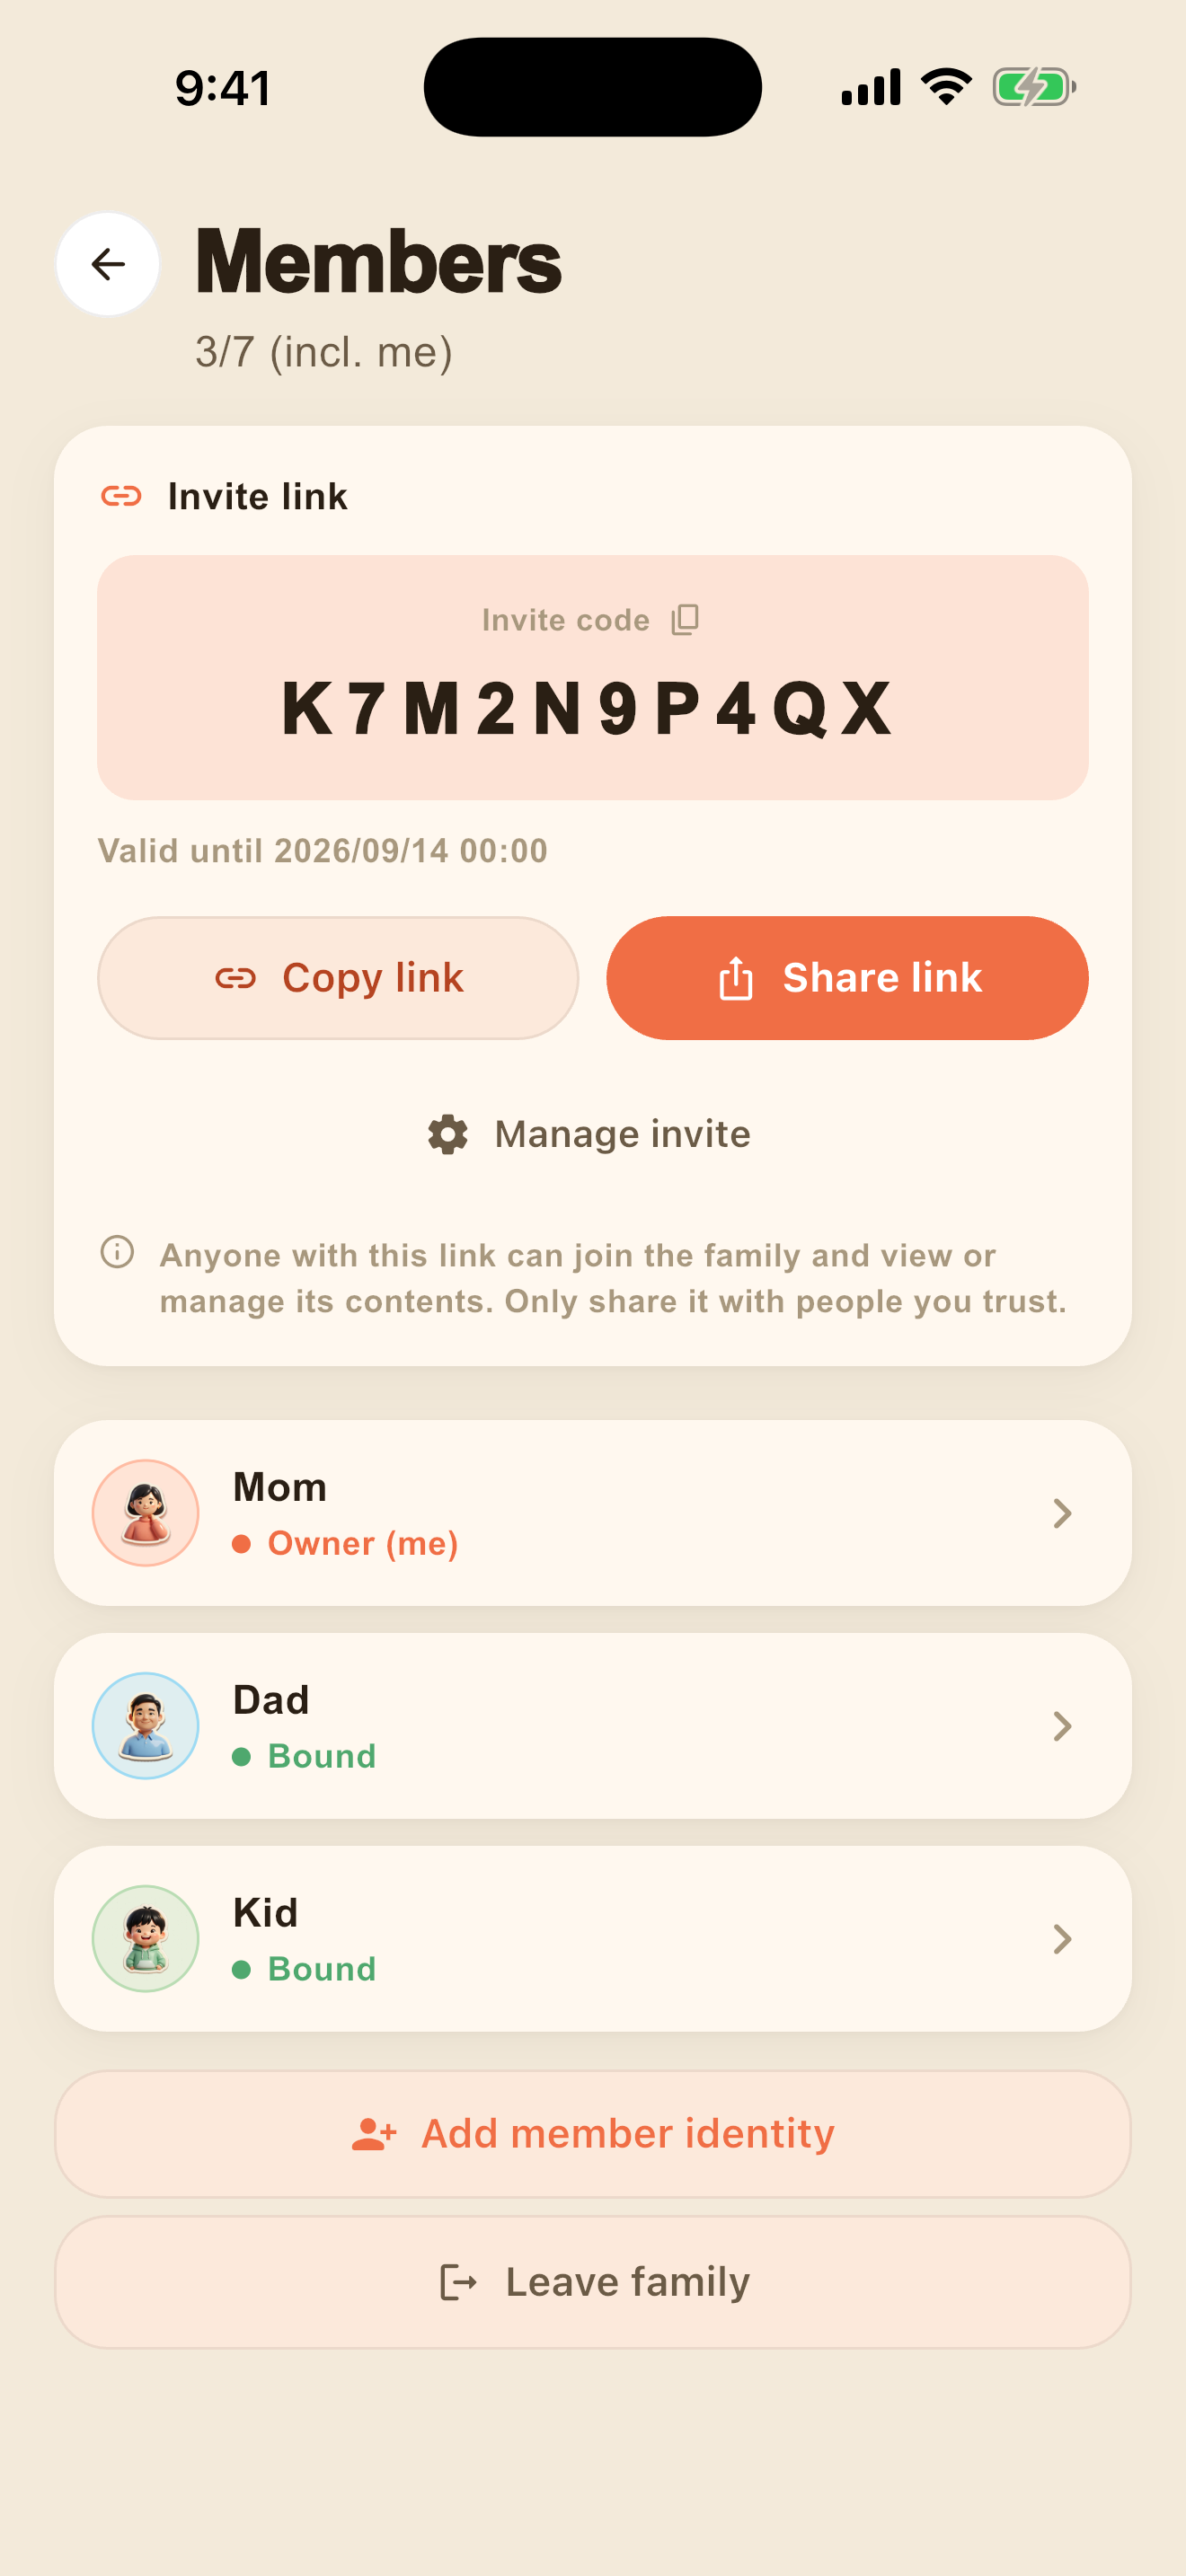 9:41
Members
3/7 (incl. me)
Invite link
Invite code
K7M2N9P4QX
Valid until 2026/09/14 00:00
Copy link
Share link
Manage invite
Anyone with this link can join the family and view or
manage its contents. Only share it with people you trust.
Mom
Owner (me)
Dad
Bound
Kid
Bound
Add member identity
Leave family